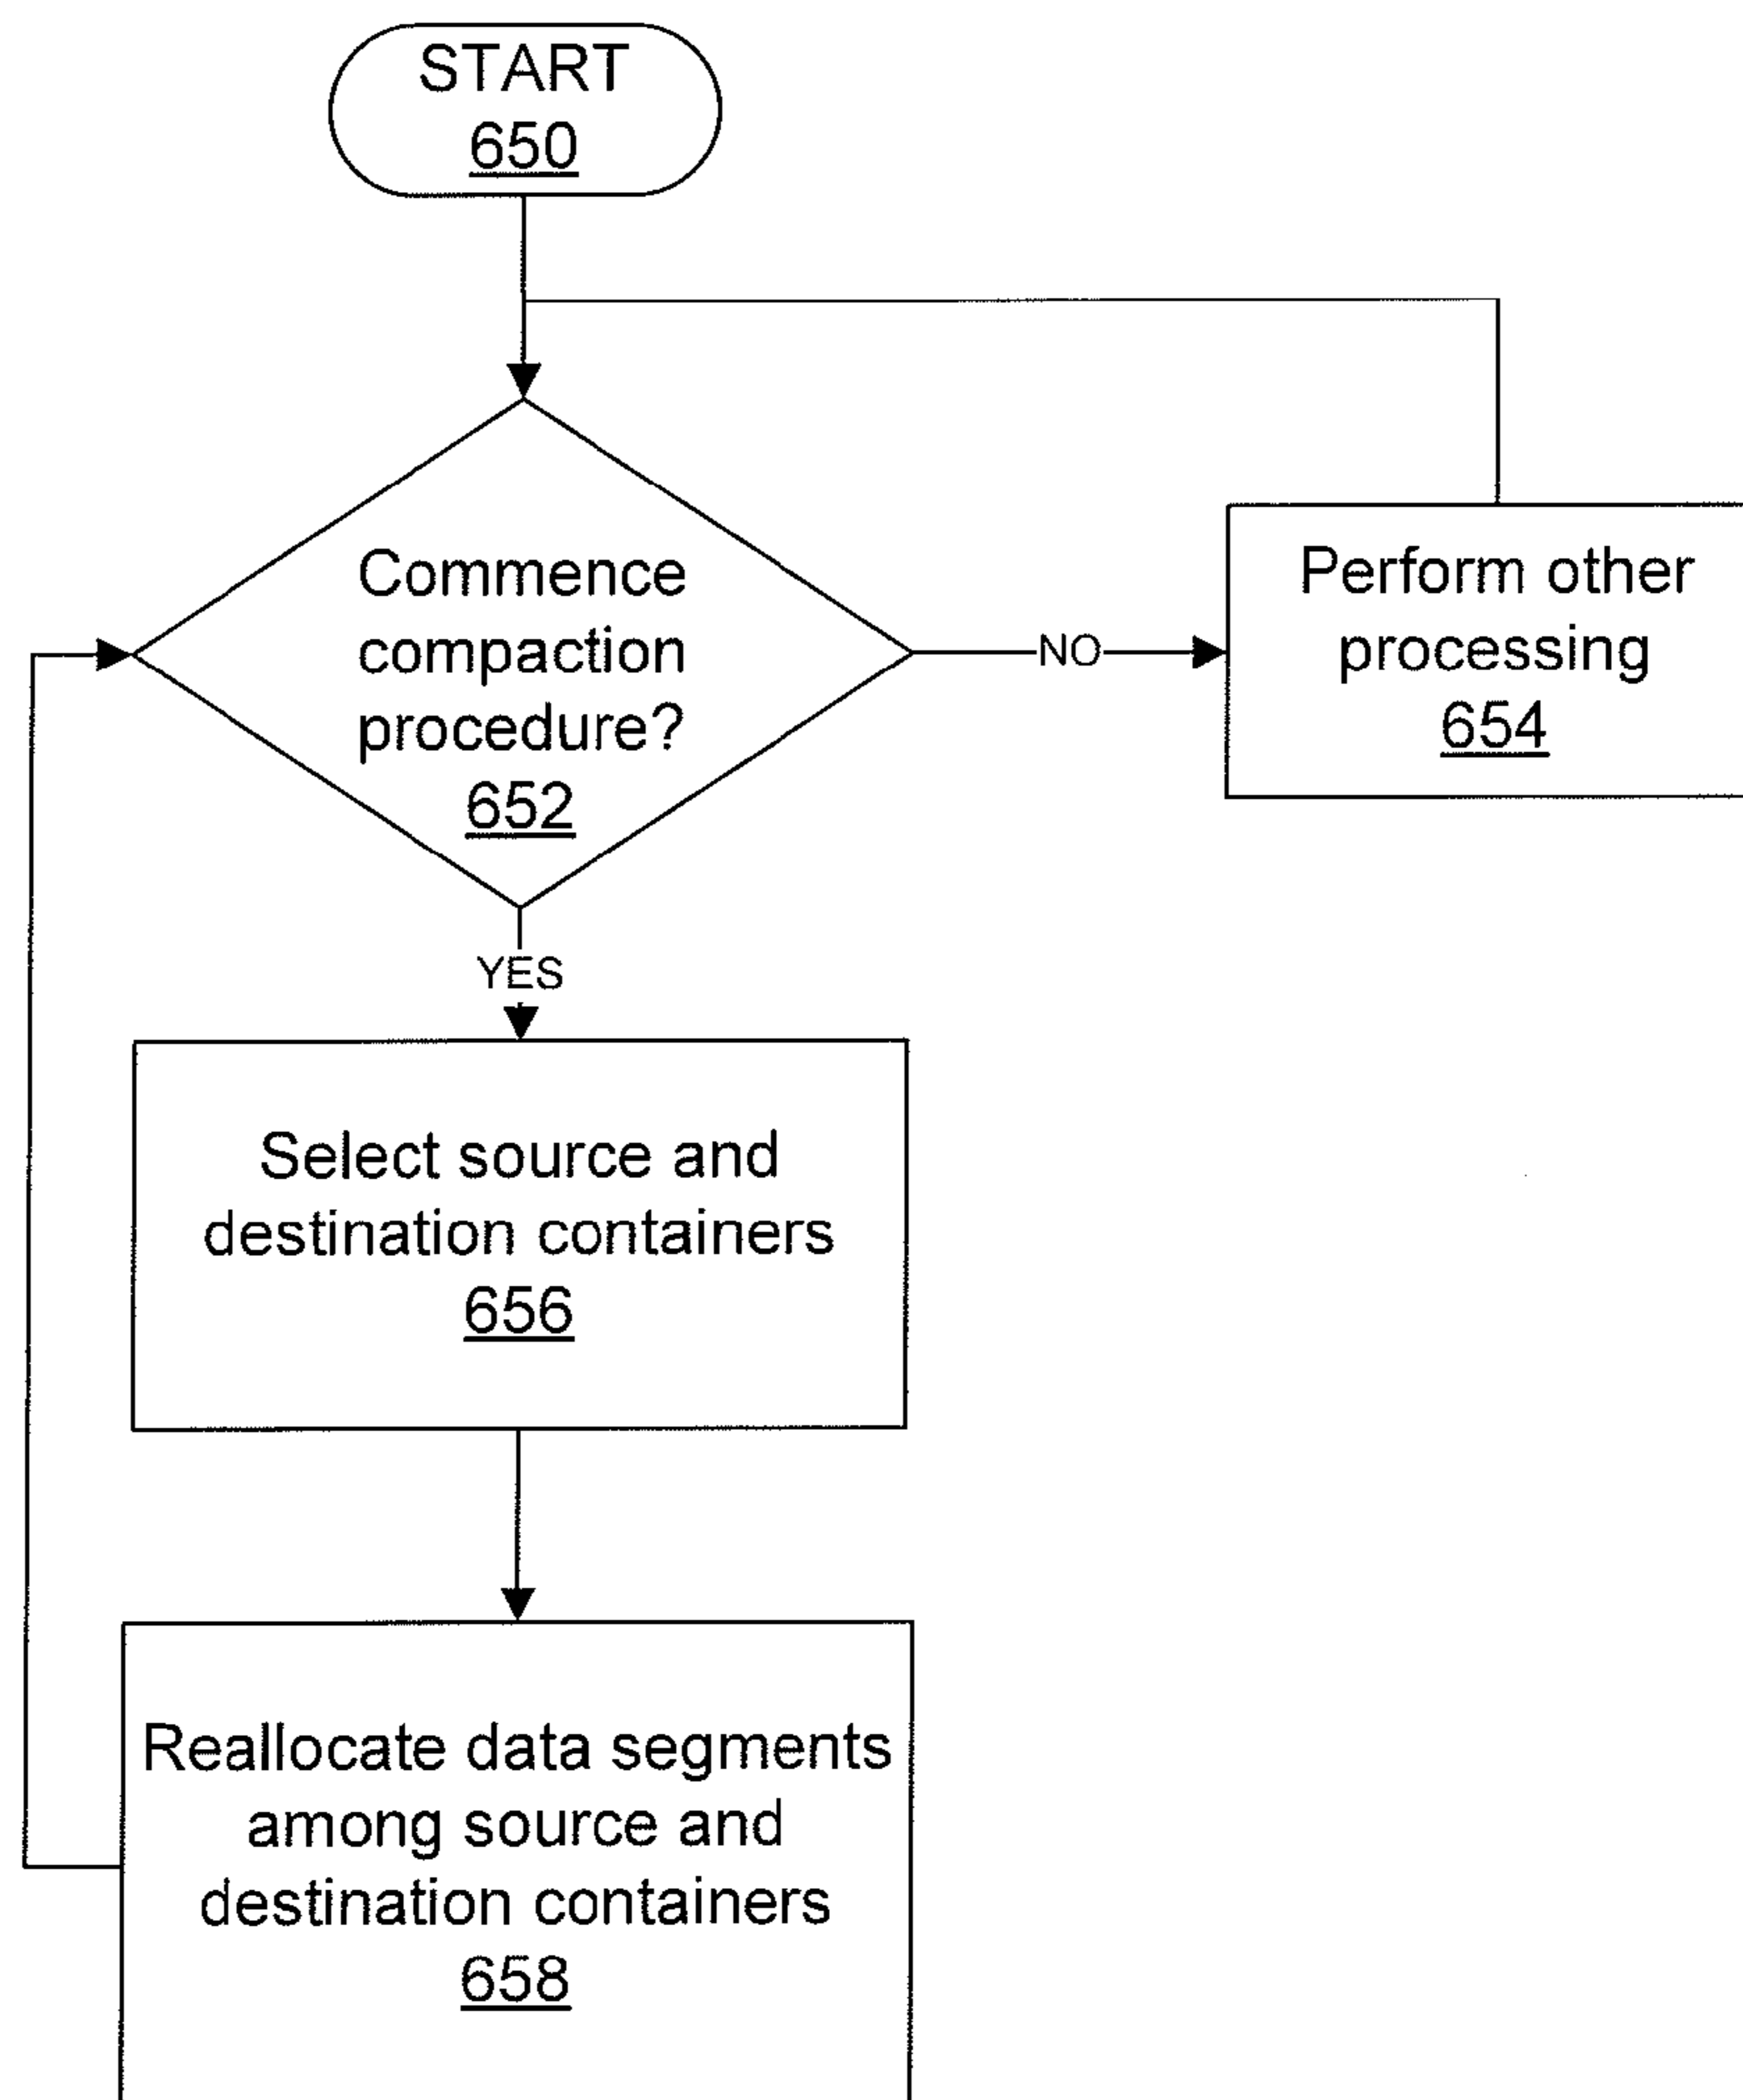 START
650
Commence
compaction
procedure?
652
NO
Perform other
processing
654
YES
Select source and
destination containers
656
Reallocate data segments
among source and
destination containers
658